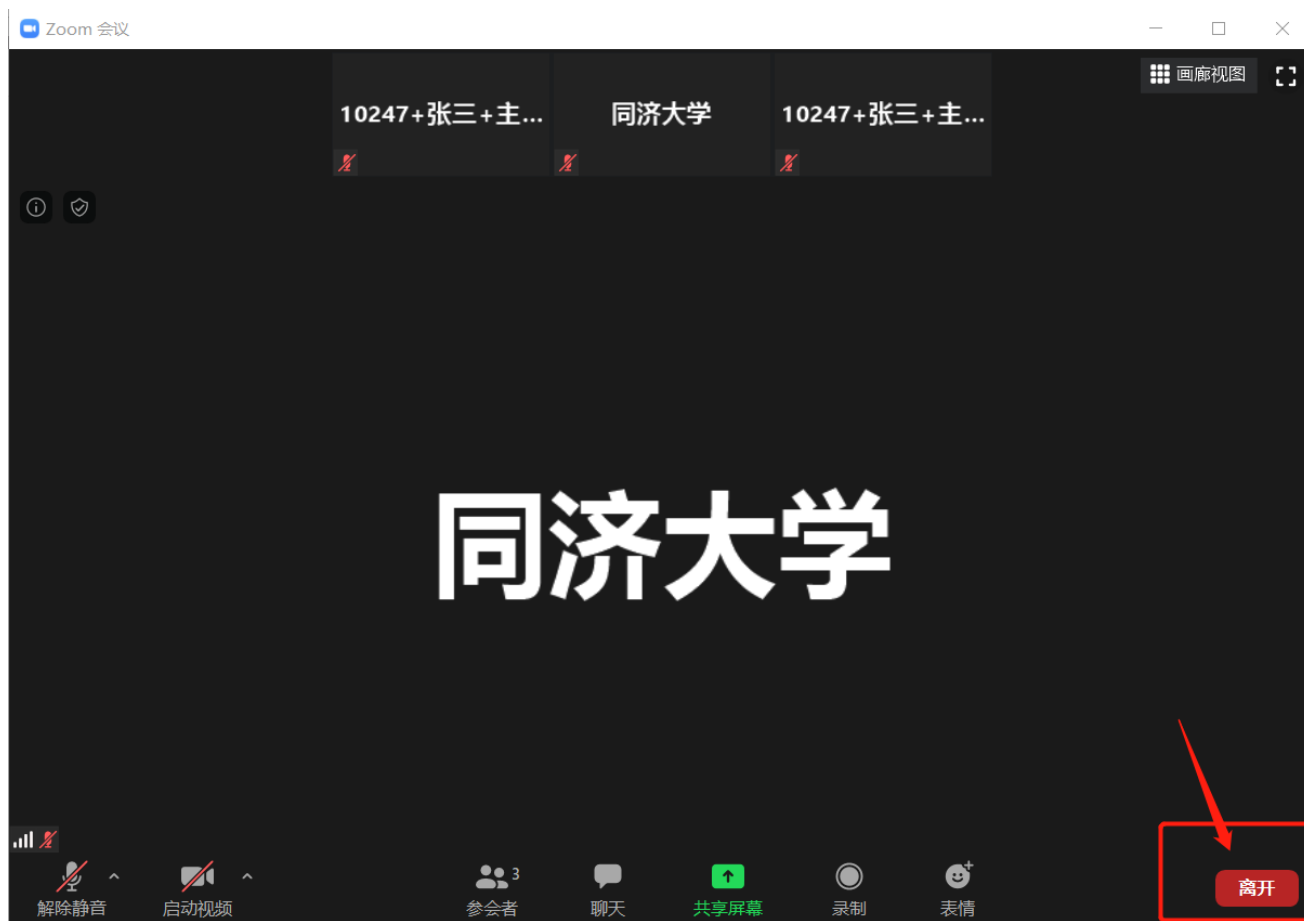 Zoom 会议
画廊视图
10247+张三+主...
同济大学
10247+张三+主...
同济大学
解除静音
启动视频
3
参会者
聊天
共享屏幕
录制
表情
离开